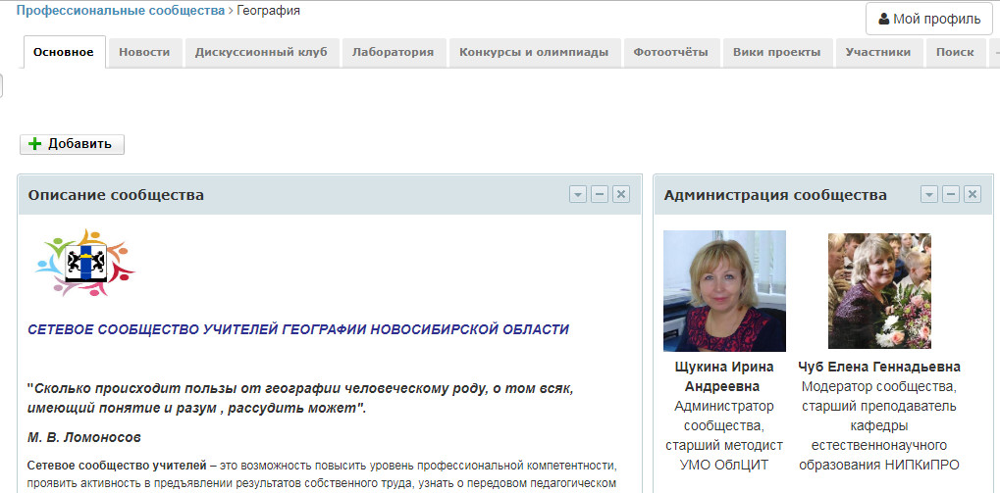 Профессиональные сообщества > География
Мой профиль
Основное
Новости
Дискуссионный клуб
Лаборатория
Конкурсы и олимпиады
Фотоотчёты
Вики проекты
Участники
Поиск
Добавить
Описание сообщества
СЕТЕВОЕ СООБЩЕСТВО УЧИТЕЛЕЙ ГЕОГРАФИИ НОВОСИБИРСКОЙ ОБЛАСТИ
"Сколько происходит пользы от географии человеческому роду, о том всяк,
имеющий понятие и разум , рассудить может".
М. В. Ломоносов
Сетевое сообщество учителей – это возможность повысить уровень профессиональной компетентности,
проявить активность в предъявлении результатов собственного труда, узнать о передовом педагогическом
Администрация сообщества
Щукина Ирина
Андреевна
Администратор
сообщества,
старший методист
УМО ОблЦИТ
Чуб Елена Геннадьевна
Модератор сообщества,
старший преподаватель
кафедры
естественнонаучного
образования НИПКиПРО